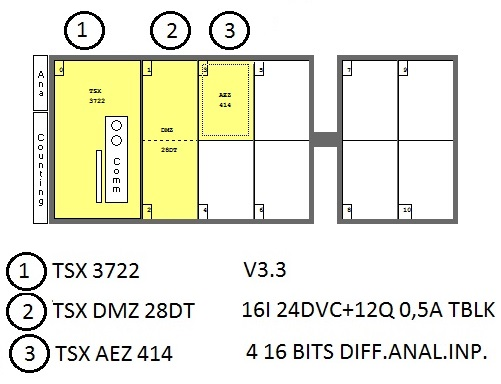 1 2 3
Ana
Counting
0 1 3 5 7 9
TSX
3722
AEZ
414
DMZ
28DT
Comm
2 4 6 8 10
1 TSX 3722 V3.3
2 TSX DMZ 28DT 16I 24DVC+12Q 0,5A TBLK
3 TSX AEZ 414 4 16 BITS DIFF.ANAL.INP.